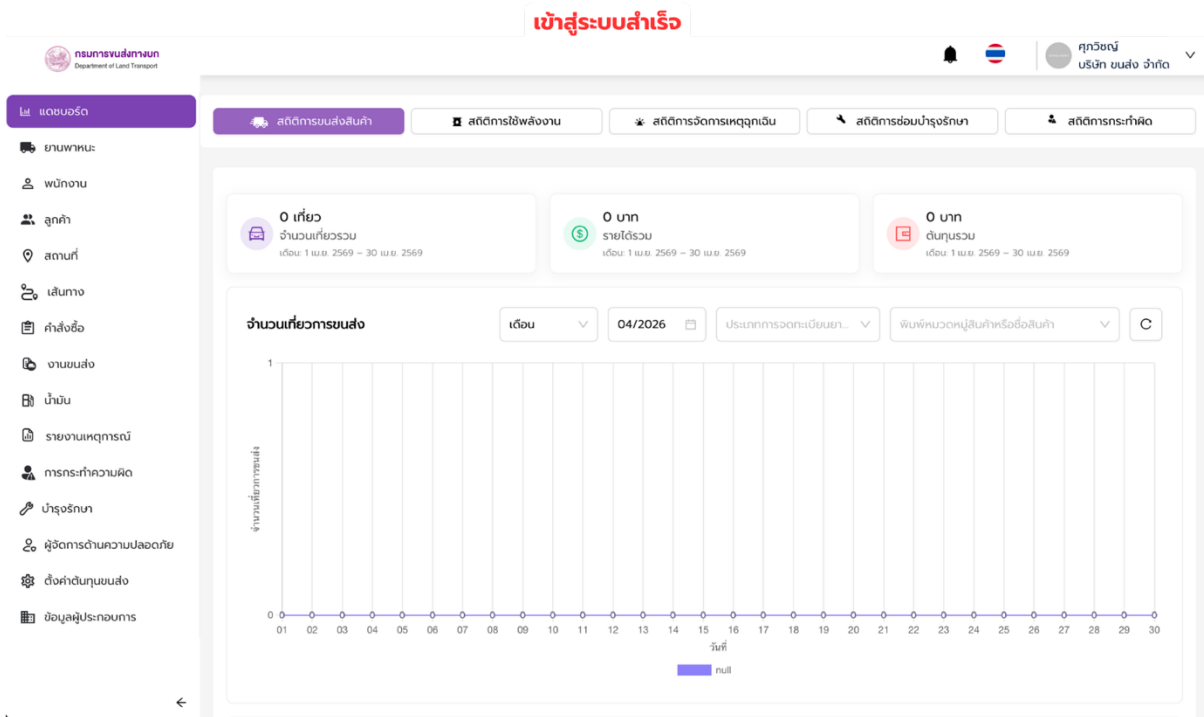 เข้าสู่ระบบสำเร็จ
กรมการขนส่งทางบก
Department of Land Transport
ศุภวิชญ์
บริษัท ขนส่ง จำกัด
แดชบอร์ด
ยานพาหนะ
พนักงาน
ลูกค้า
สถานที่
เส้นทาง
คำสั่งซื้อ
งานขนส่ง
น้ำมัน
รายงานเหตุการณ์
การกระทำความผิด
บำรุงรักษา
ผู้จัดการด้านความปลอดภัย
ตั้งค่าต้นทุนขนส่ง
ข้อมูลผู้ประกอบการ
สถิติการขนส่งสินค้า
สถิติการใช้พลังงาน
สถิติการจัดการเหตุฉุกเฉิน
สถิติการซ่อมบำรุงรักษา
สถิติการกระทำผิด
0 เที่ยว
จำนวนเที่ยวรวม
เดือน: 1 เม.ย. 2569 – 30 เม.ย. 2569
0 บาท
รายได้รวม
เดือน: 1 เม.ย. 2569 – 30 เม.ย. 2569
0 บาท
ต้นทุนรวม
เดือน: 1 เม.ย. 2569 – 30 เม.ย. 2569
จำนวนเที่ยวการขนส่ง
เดือน
04/2026
ประเภทการจดทะเบียนยา...
พิมพ์หมวดหมู่สินค้าหรือชื่อสินค้า
จำนวนเที่ยวการขนส่ง
1
0
01 02 03 04 05 06 07 08 09 10 11 12 13 14 15 16 17 18 19 20 21 22 23 24 25 26 27 28 29 30
วันที่
null